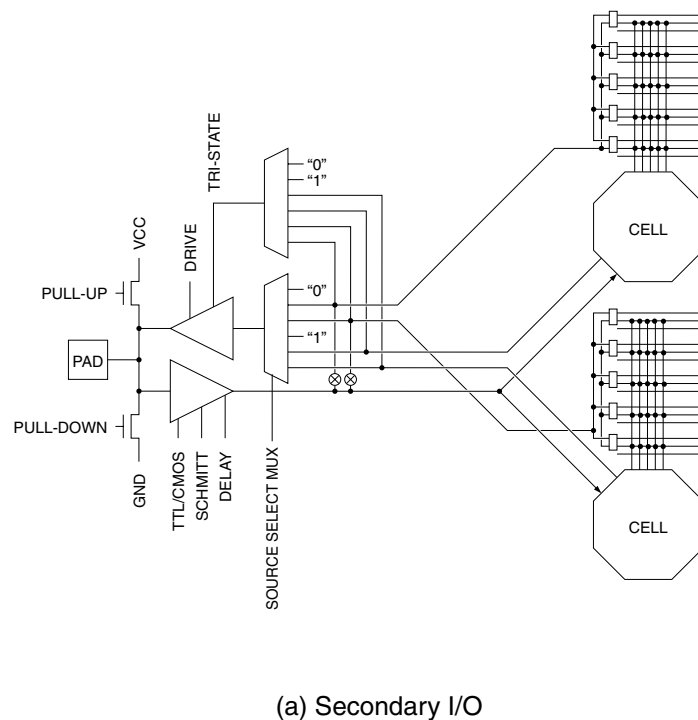 "0"
"1"
TRI-STATE
VCC
DRIVE
CELL
PULL-UP
"0"
"1"
PAD
PULL-DOWN
GND
TTL/CMOS
SCHMITT
DELAY
SOURCE SELECT MUX
CELL
(a) Secondary I/O